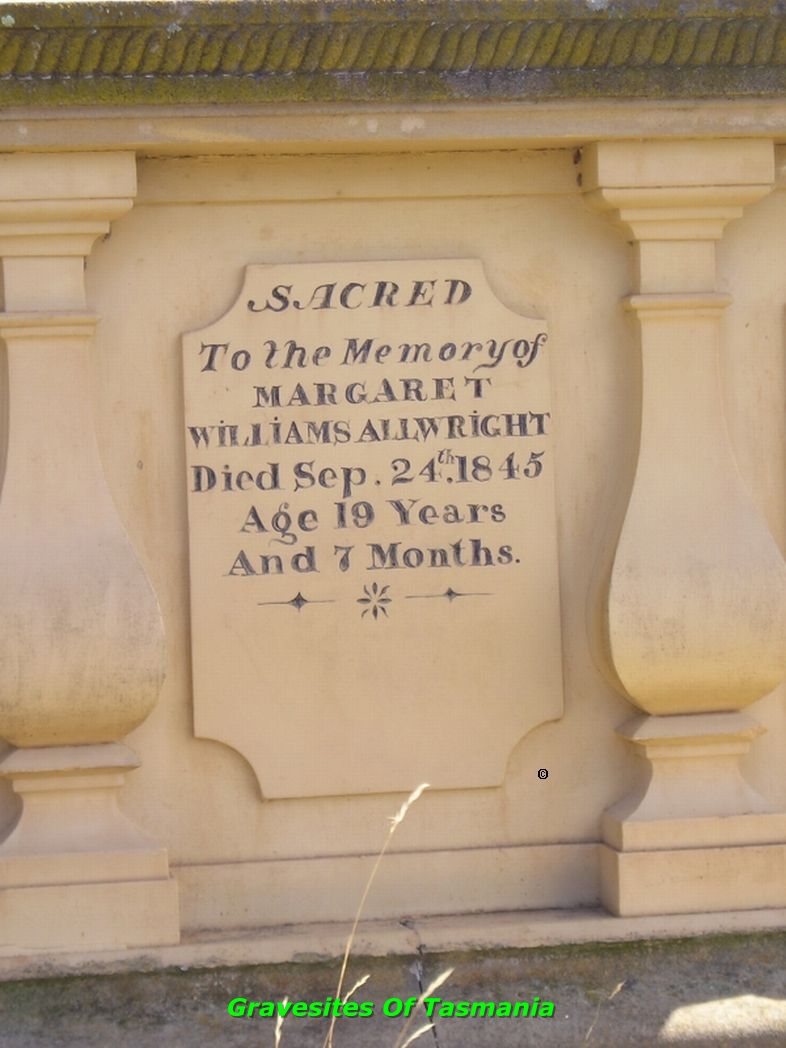 SACRED
To the Memory of
MARGARET
WILLIAMS ALLWRIGHT
Died Sep. 24th. 1845
Age 19 Years
And 7 Months.
©
Gravesites Of Tasmania